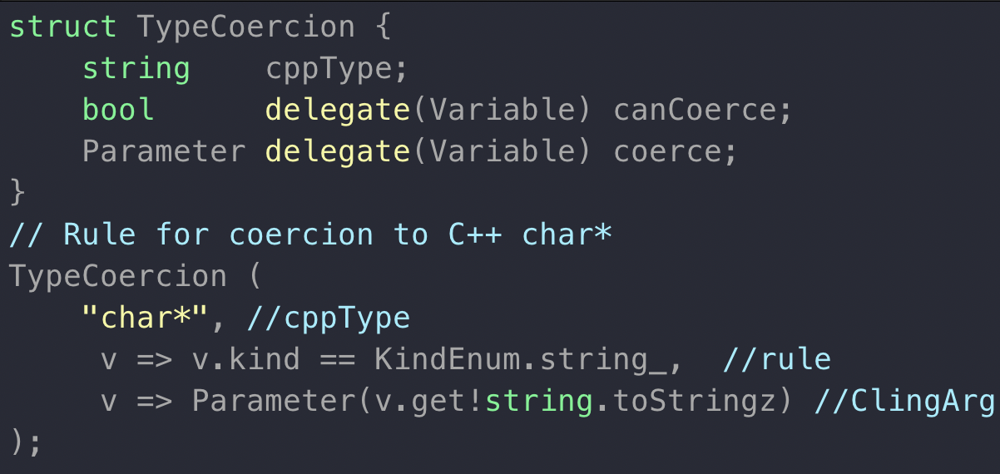 struct TypeCoercion {
    string    cppType;
    bool      delegate(Variable) canCoerce;
    Parameter delegate(Variable) coerce;
}
// Rule for coercion to C++ char*
TypeCoercion (
    "char*", //cppType
     v => v.kind == KindEnum.string_,  //rule
     v => Parameter(v.get!string.toStringz) //ClingArg
);